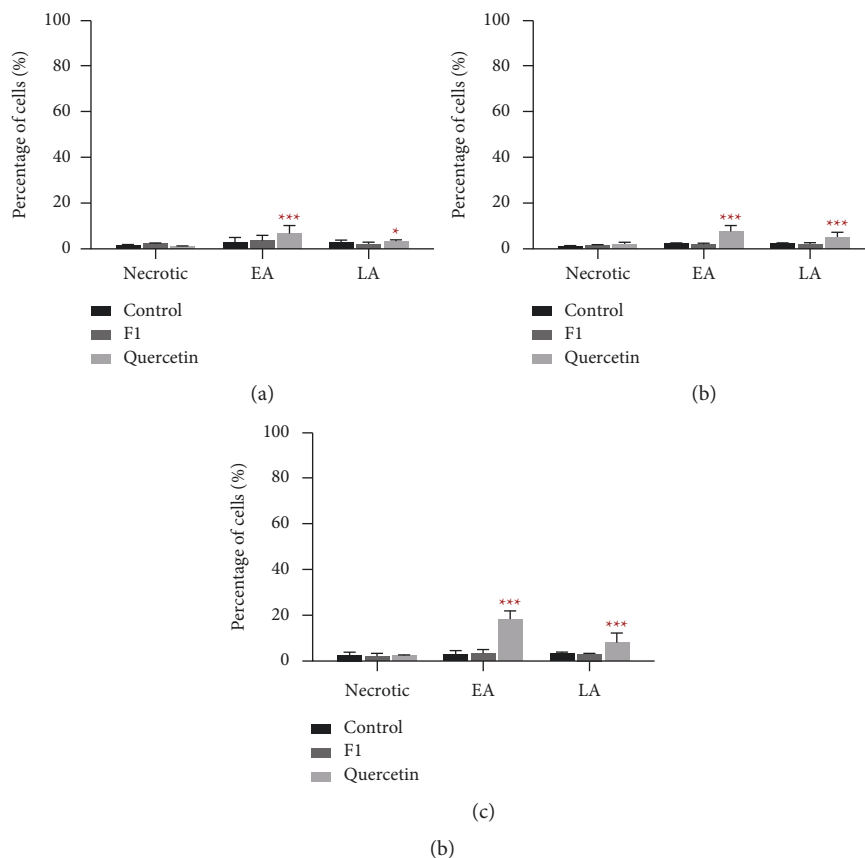 100
80
60
40
20
0
Percentage of cells (%)
***
*
Necrotic EA LA
Control
F1
Quercetin
(a)
100
80
60
40
20
0
Percentage of cells (%)
***
***
Necrotic EA LA
Control
F1
Quercetin
(b)
100
80
60
40
20
0
Percentage of cells (%)
***
***
Necrotic EA LA
Control
F1
Quercetin
(c)
(b)